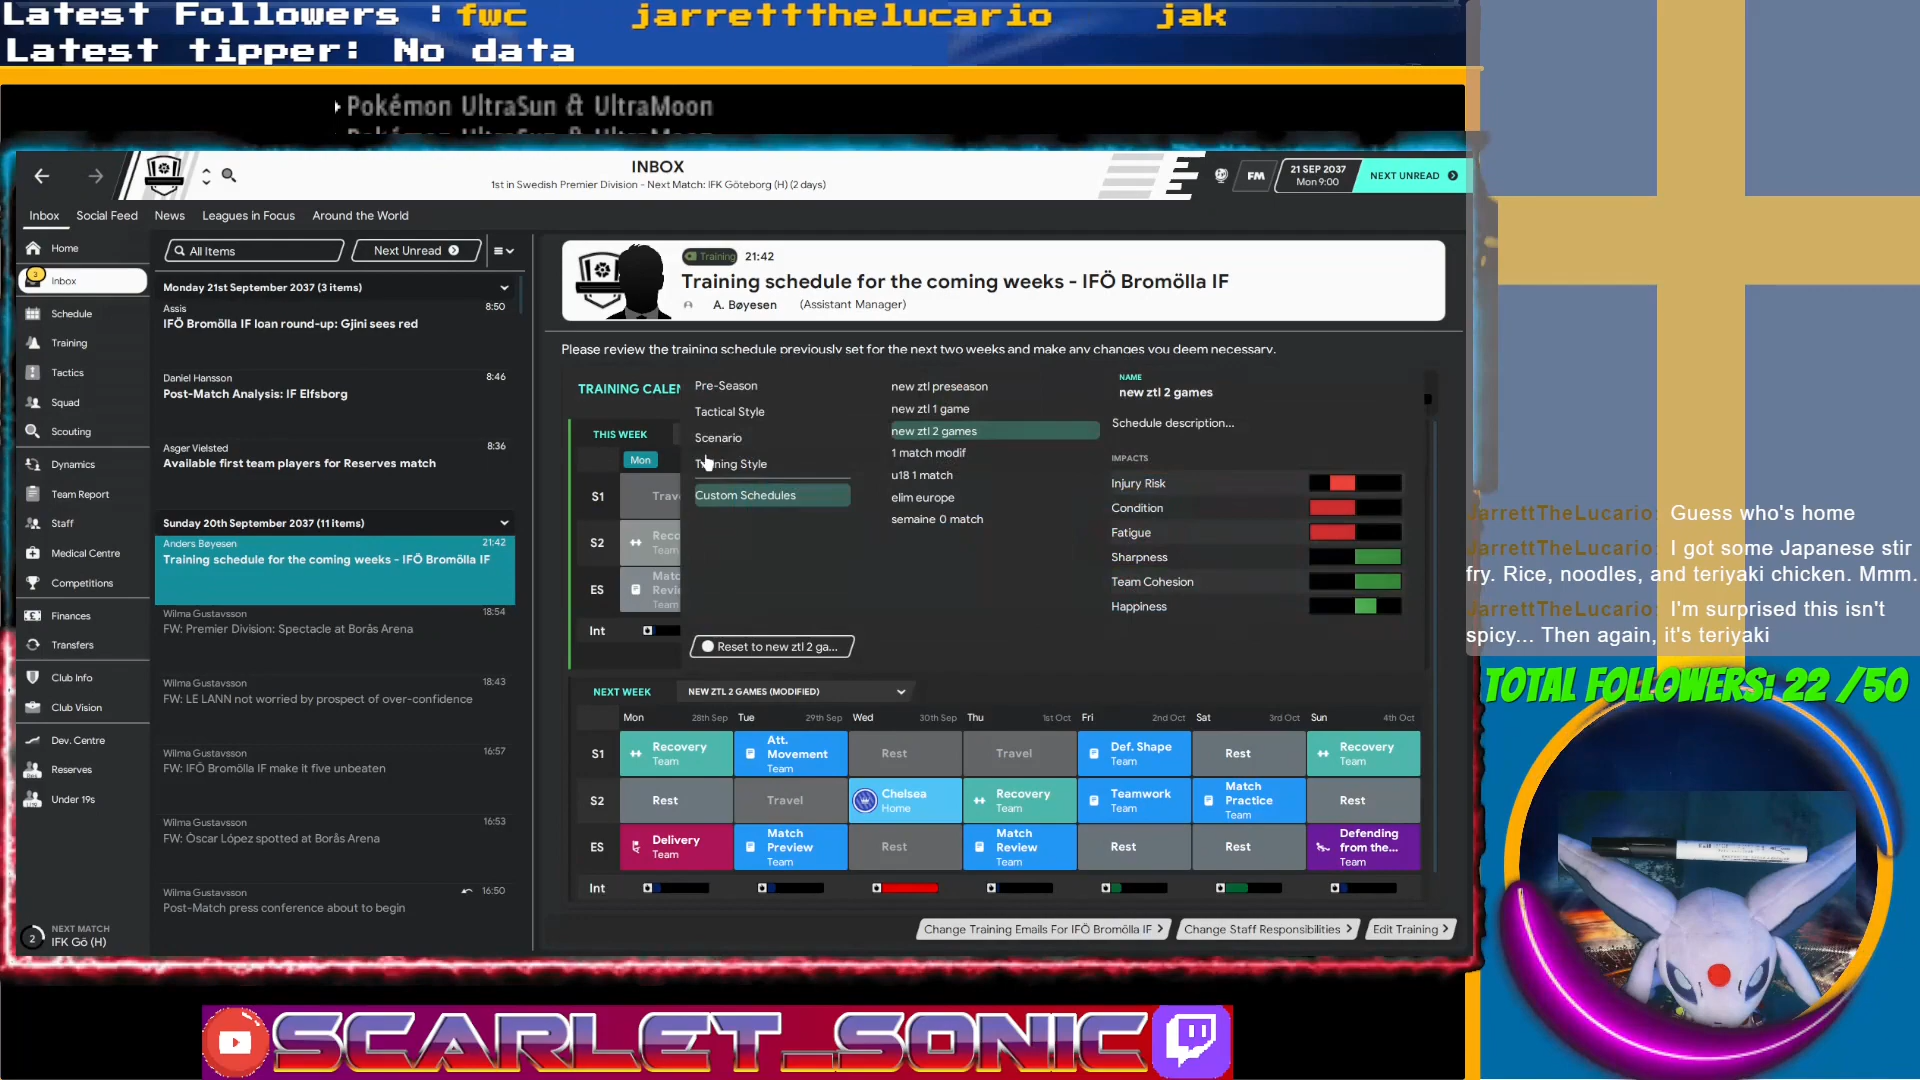 Latest Followers : fwc jarrettthelucario jak
Latest tipper: No data
Pokémon UltraSun & UltraMoon
INBOX
1st in Swedish Premier Division - Next Match: IFK Göteborg (H) (2 days)
FM
21 SEP 2037
Mon 9:00
NEXT UNREAD
Inbox Social Feed News Leagues in Focus Around the World
Home
3
Inbox
Schedule
Training
Tactics
Squad
Scouting
Dynamics
Team Report
Staff
Medical Centre
Competitions
Finances
Transfers
Club Info
Club Vision
Dev. Centre
Reserves
Under 19s
2
NEXT MATCH
IFK Gö (H)
All Items
Next Unread
Monday 21st September 2037 (3 items)
Assis 8:50
IFÖ Bromölla IF loan round-up: Gjini sees red
Daniel Hansson 8:46
Post-Match Analysis: IF Elfsborg
Asger Vielsted 8:36
Available first team players for Reserves match
Sunday 20th September 2037 (11 items)
Anders Bøyesen 21:42
Training schedule for the coming weeks - IFÖ Bromölla IF
Wilma Gustavsson 18:54
FW: Premier Division: Spectacle at Borås Arena
Wilma Gustavsson 18:43
FW: LE LANN not worried by prospect of over-confidence
Wilma Gustavsson 16:57
FW: IFÖ Bromölla IF make it five unbeaten
Wilma Gustavsson 16:53
FW: Óscar López spotted at Borås Arena
Wilma Gustavsson 16:50
Post-Match press conference about to begin
Training 21:42
Training schedule for the coming weeks - IFÖ Bromölla IF
A. Bøyesen (Assistant Manager)
Please review the training schedule previously set for the next two weeks and make any changes you deem necessary.
TRAINING CALEN
THIS WEEK
Mon
S1 Trav
S2 Reco
Team
ES Matc
Revi
Team
Int
Pre-Season
Tactical Style
Scenario
Training Style
Custom Schedules
Reset to new ztl 2 ga...
new ztl preseason
new ztl 1 game
new ztl 2 games
1 match modif
u18 1 match
elim europe
semaine 0 match
NAME
new ztl 2 games
Schedule description...
IMPACTS
Injury Risk
Condition
Fatigue
Sharpness
Team Cohesion
Happiness
NEXT WEEK NEW ZTL 2 GAMES (MODIFIED)
Mon 28th Sep Tue 29th Sep Wed 30th Sep Thu 1st Oct Fri 2nd Oct Sat 3rd Oct Sun 4th Oct
S1 Recovery Team Att. Movement Team Rest Travel Def. Shape Team Rest Recovery Team
S2 Rest Travel Chelsea Home Recovery Team Teamwork Team Match Practice Team Rest
ES Delivery Team Match Preview Team Rest Match Review Team Rest Rest Defending from the... Team
Int
Change Training Emails For IFÖ Bromölla IF Change Staff Responsibilities Edit Training
JarrettTheLucario: Guess who's home
JarrettTheLucario: I got some Japanese stir
fry. Rice, noodles, and teriyaki chicken. Mmm.
JarrettTheLucario: I'm surprised this isn't
spicy... Then again, it's teriyaki
TOTAL FOLLOWERS: 22 /50
SCARLET_SONIC